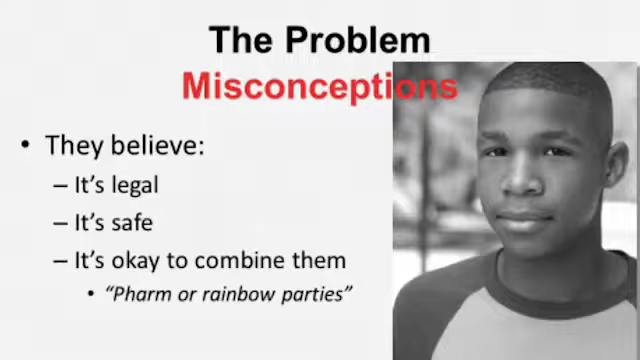 The Problem
Misconceptions
• They believe:
– It’s legal
– It’s safe
– It’s okay to combine them
• “Pharm or rainbow parties”